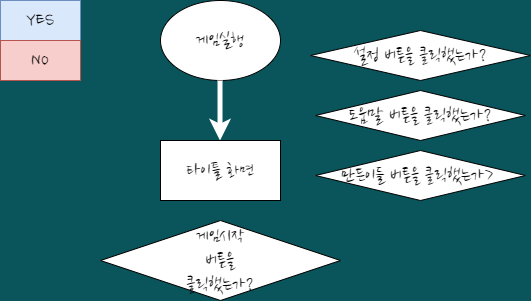 YES
NO
게임실행
설정 버튼을 클릭했는가?
도움말 버튼을 클릭했는가?
타이틀 화면
만든이들 버튼을 클릭했는가>
게임시작
버튼을
클릭했는가?